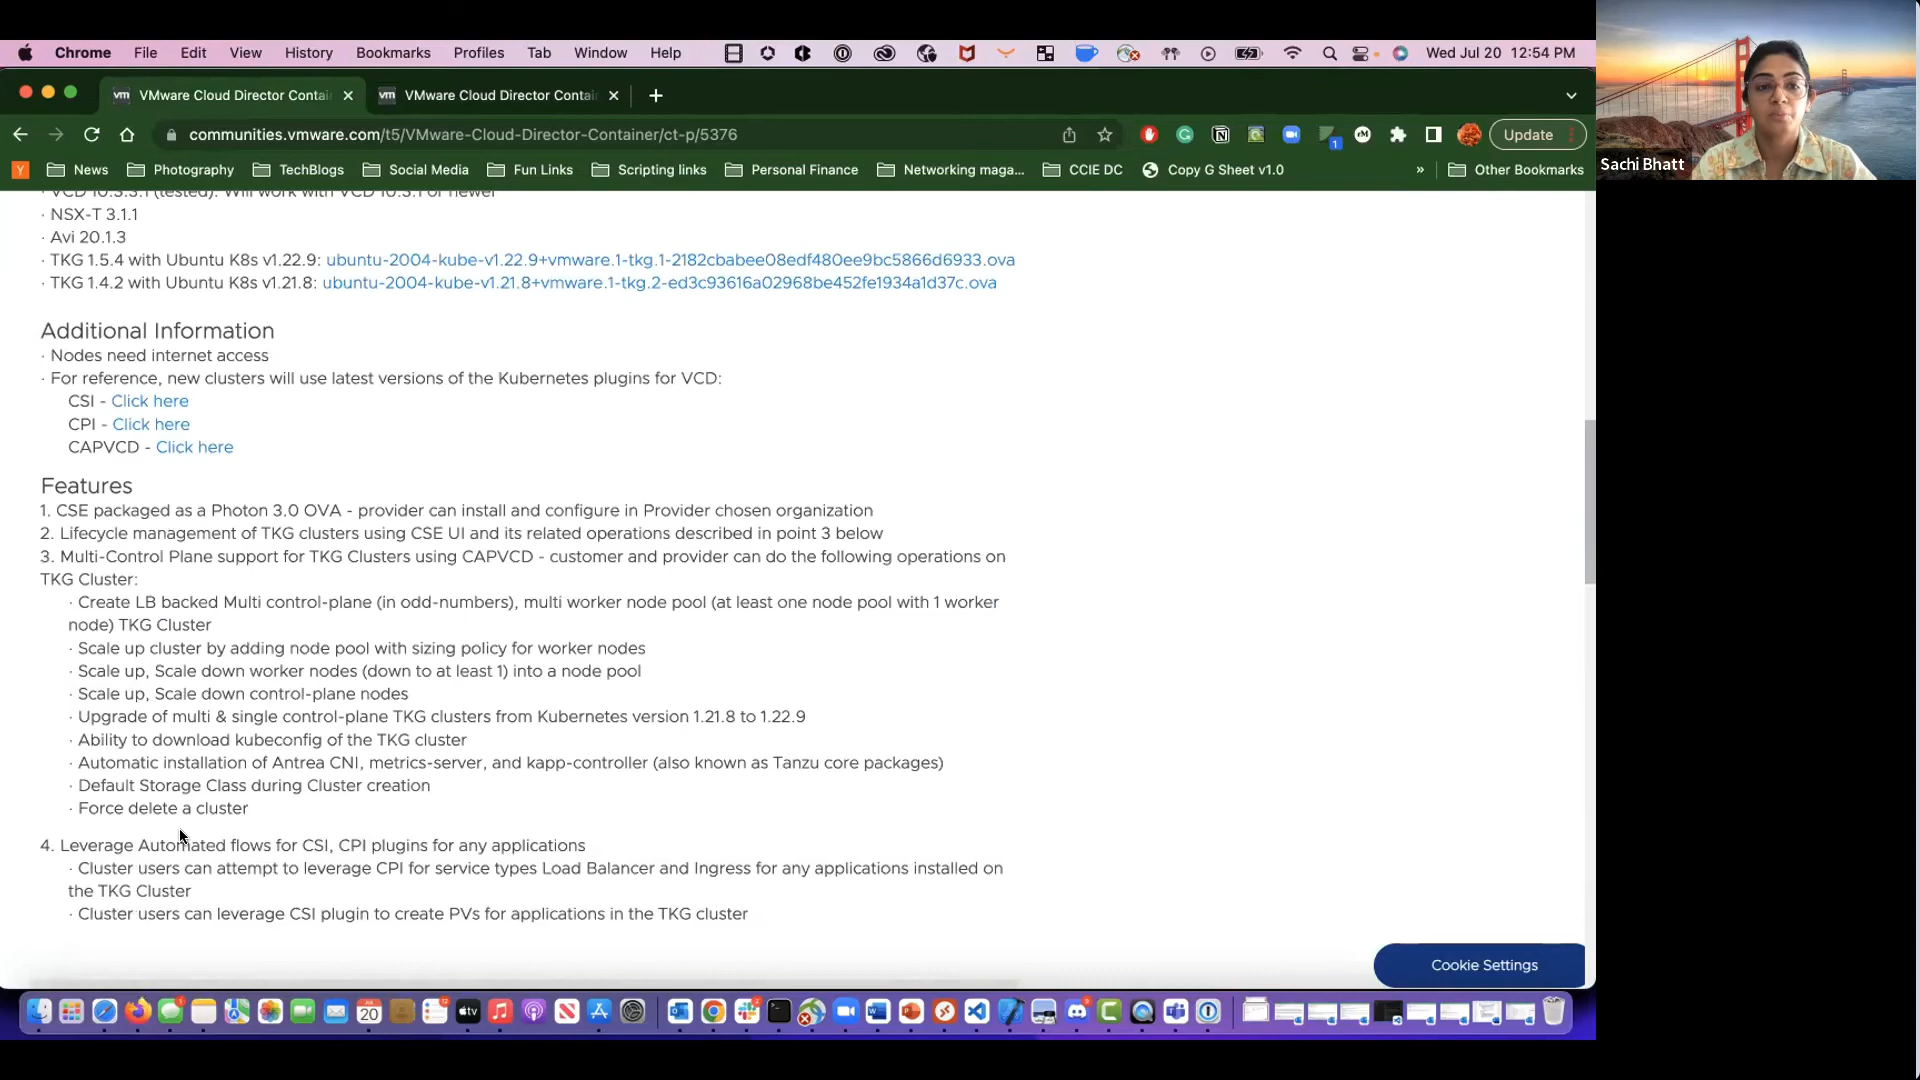 Chrome File Edit View History Bookmarks Profiles Tab Window Help Wed Jul 20 12:54 PM
VMware Cloud Director Contai
VMware Cloud Director Contai
communities.vmware.com/t5/VMware-Cloud-Director-Container/ct-p/5376
1
Update
News Photography TechBlogs Social Media Fun Links Scripting links Personal Finance Networking maga... CCIE DC Copy G Sheet v1.0 » Other Bookmarks
Sachi Bhatt
· VCD 10.3.3.1 (tested). Will work with VCD 10.3.1 or newer
· NSX-T 3.1.1
· Avi 20.1.3
· TKG 1.5.4 with Ubuntu K8s v1.22.9: ubuntu-2004-kube-v1.22.9+vmware.1-tkg.1-2182cbabee08edf480ee9bc5866d6933.ova
· TKG 1.4.2 with Ubuntu K8s v1.21.8: ubuntu-2004-kube-v1.21.8+vmware.1-tkg.2-ed3c93616a02968be452fe1934a1d37c.ova
Additional Information
· Nodes need internet access
· For reference, new clusters will use latest versions of the Kubernetes plugins for VCD:
CSI - Click here
CPI - Click here
CAPVCD - Click here
Features
1. CSE packaged as a Photon 3.0 OVA - provider can install and configure in Provider chosen organization
2. Lifecycle management of TKG clusters using CSE UI and its related operations described in point 3 below
3. Multi-Control Plane support for TKG Clusters using CAPVCD - customer and provider can do the following operations on
TKG Cluster:
· Create LB backed Multi control-plane (in odd-numbers), multi worker node pool (at least one node pool with 1 worker
node) TKG Cluster
· Scale up cluster by adding node pool with sizing policy for worker nodes
· Scale up, Scale down worker nodes (down to at least 1) into a node pool
· Scale up, Scale down control-plane nodes
· Upgrade of multi & single control-plane TKG clusters from Kubernetes version 1.21.8 to 1.22.9
· Ability to download kubeconfig of the TKG cluster
· Automatic installation of Antrea CNI, metrics-server, and kapp-controller (also known as Tanzu core packages)
· Default Storage Class during Cluster creation
· Force delete a cluster
4. Leverage Automated flows for CSI, CPI plugins for any applications
· Cluster users can attempt to leverage CPI for service types Load Balancer and Ingress for any applications installed on
the TKG Cluster
· Cluster users can leverage CSI plugin to create PVs for applications in the TKG cluster
Cookie Settings
20